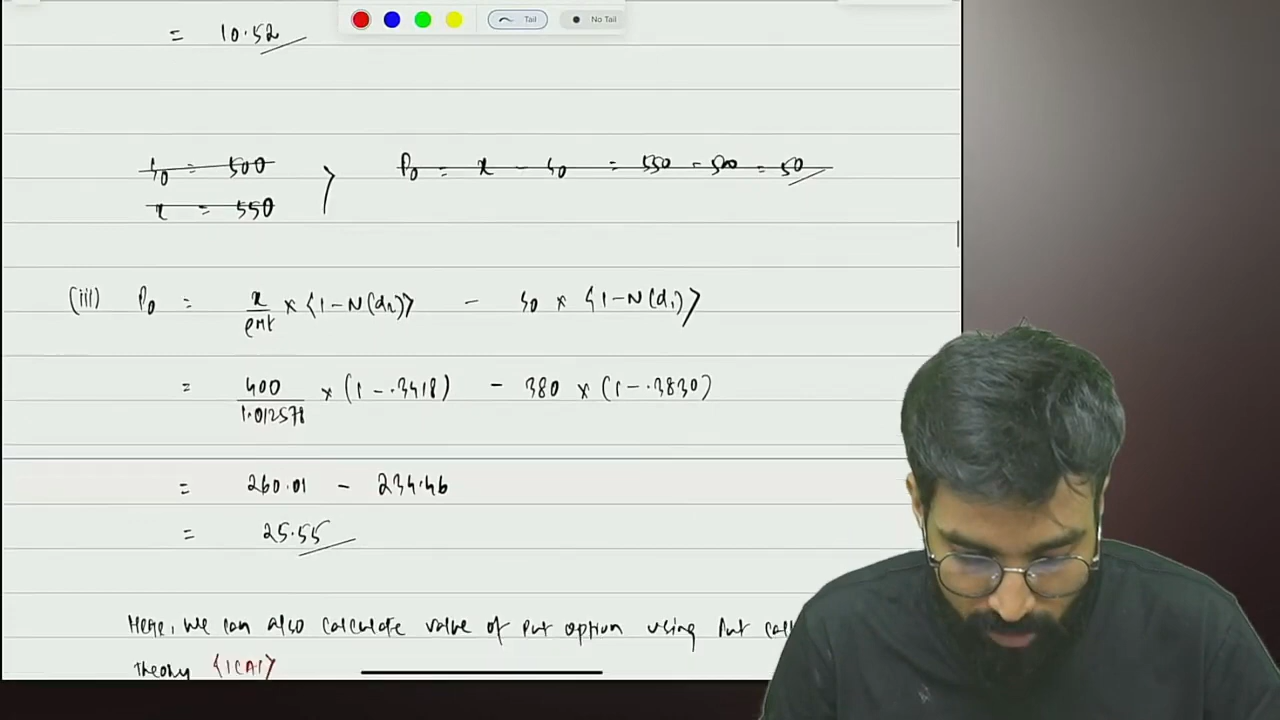 Tail No Tail
= 10.52
S0 = 500
x = 550
P0 = x - S0 = 550 - 500 = 50
(iii) P0 = x/ert × {1-N(d2)} - S0 × {1-N(d1)}
= 400/1.012578 × (1-.3418) - 380 × (1-.3830)
= 260.01 - 234.46
= 25.55
Here, we can also calculate value of Put option using Put call
Theory {ICAI}